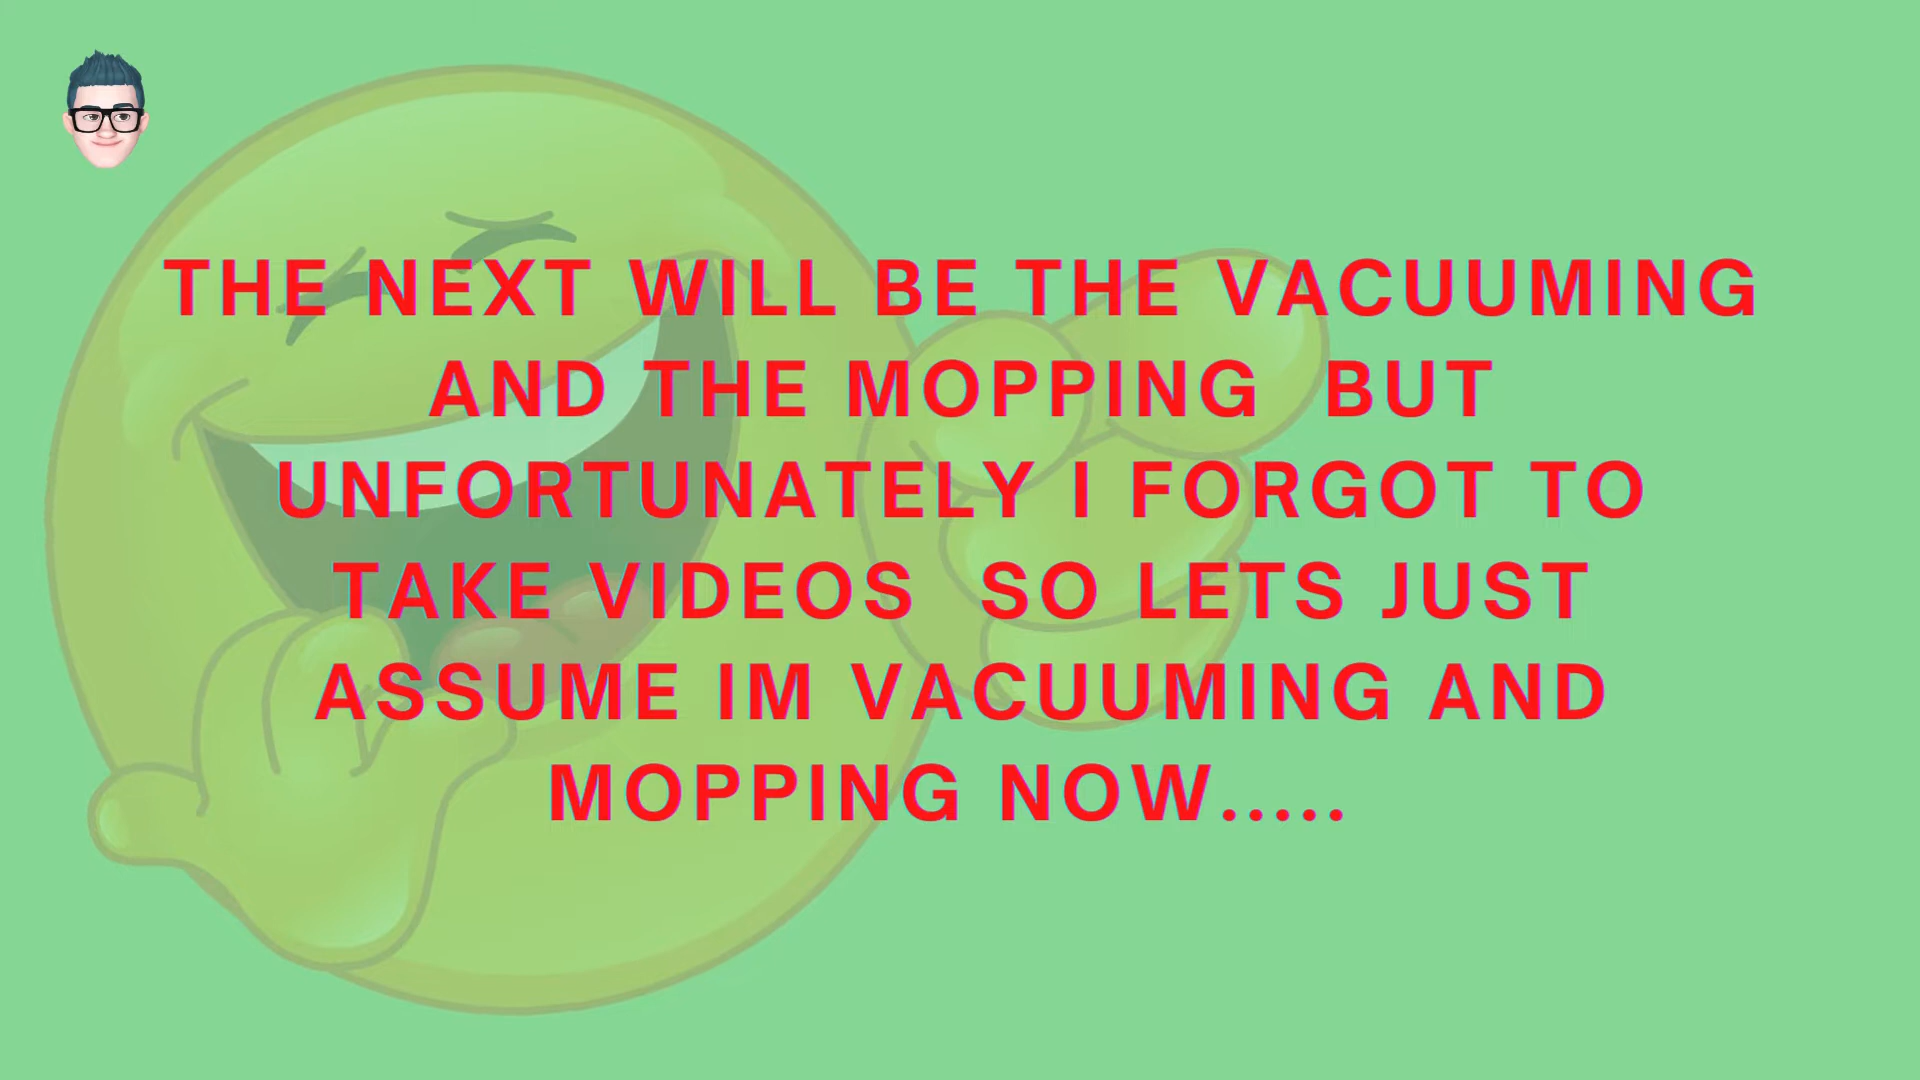 THE NEXT WILL BE THE VACUUMING
AND THE MOPPING BUT
UNFORTUNATELY I FORGOT TO
TAKE VIDEOS SO LETS JUST
ASSUME IM VACUUMING AND
MOPPING NOW.....